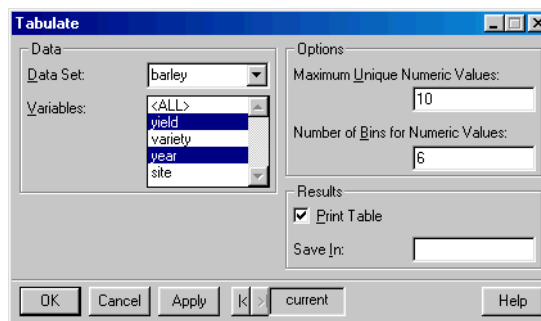 Tabulate
Data
Data Set:
barley
Variables:
<ALL>
yield
variety
year
site
Options
Maximum Unique Numeric Values:
10
Number of Bins for Numeric Values:
6
Results
Print Table
Save In:
OK Cancel Apply current Help